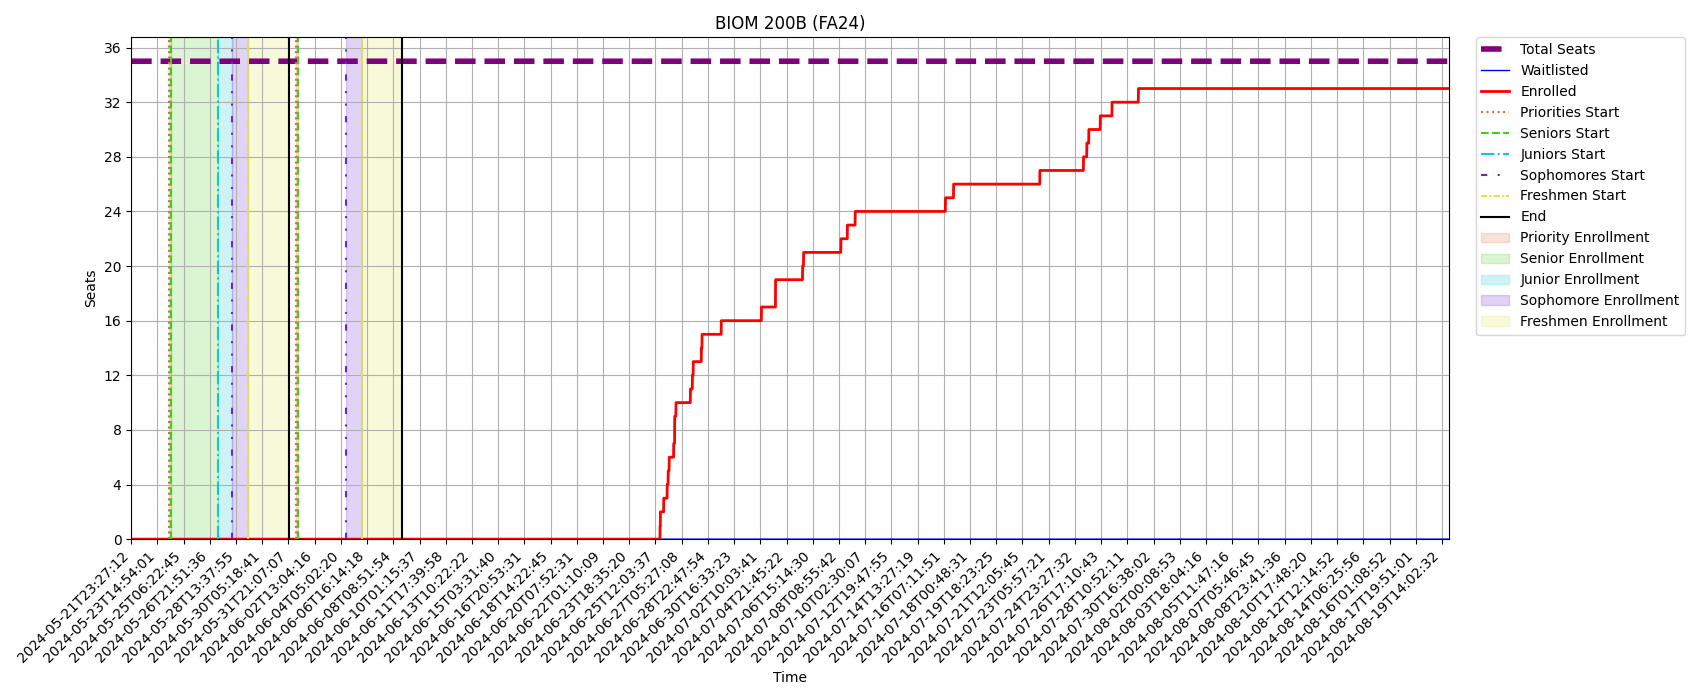 BIOM 200B (FA24)
36
32
28
24
20
16
12
8
4
0
Seats
2024-05-21T23:27:12
2024-05-23T14:54:01
2024-05-25T06:22:45
2024-05-26T21:51:36
2024-05-28T13:37:55
2024-05-30T05:18:41
2024-05-31T21:07:07
2024-06-02T13:04:16
2024-06-04T05:02:20
2024-06-06T16:14:18
2024-06-08T08:51:54
2024-06-10T01:15:37
2024-06-11T17:39:58
2024-06-13T10:22:22
2024-06-15T03:31:40
2024-06-16T20:53:31
2024-06-18T14:22:45
2024-06-20T07:52:31
2024-06-22T01:10:09
2024-06-23T18:35:20
2024-06-25T12:03:37
2024-06-27T05:27:08
2024-06-28T22:47:54
2024-06-30T16:33:23
2024-07-02T10:03:41
2024-07-04T21:45:22
2024-07-06T15:14:30
2024-07-08T08:55:42
2024-07-10T02:30:07
2024-07-12T19:47:55
2024-07-14T13:27:19
2024-07-16T07:11:51
2024-07-18T00:48:31
2024-07-19T18:23:25
2024-07-21T12:05:45
2024-07-23T05:57:21
2024-07-24T23:27:32
2024-07-26T17:10:43
2024-07-28T10:52:11
2024-07-30T16:38:02
2024-08-02T00:08:53
2024-08-03T18:04:16
2024-08-05T11:47:16
2024-08-07T05:46:45
2024-08-08T23:41:36
2024-08-10T17:48:20
2024-08-12T12:14:52
2024-08-14T06:25:56
2024-08-16T01:08:52
2024-08-17T19:51:01
2024-08-19T14:02:32
Time
Total Seats
Waitlisted
Enrolled
Priorities Start
Seniors Start
Juniors Start
Sophomores Start
Freshmen Start
End
Priority Enrollment
Senior Enrollment
Junior Enrollment
Sophomore Enrollment
Freshmen Enrollment